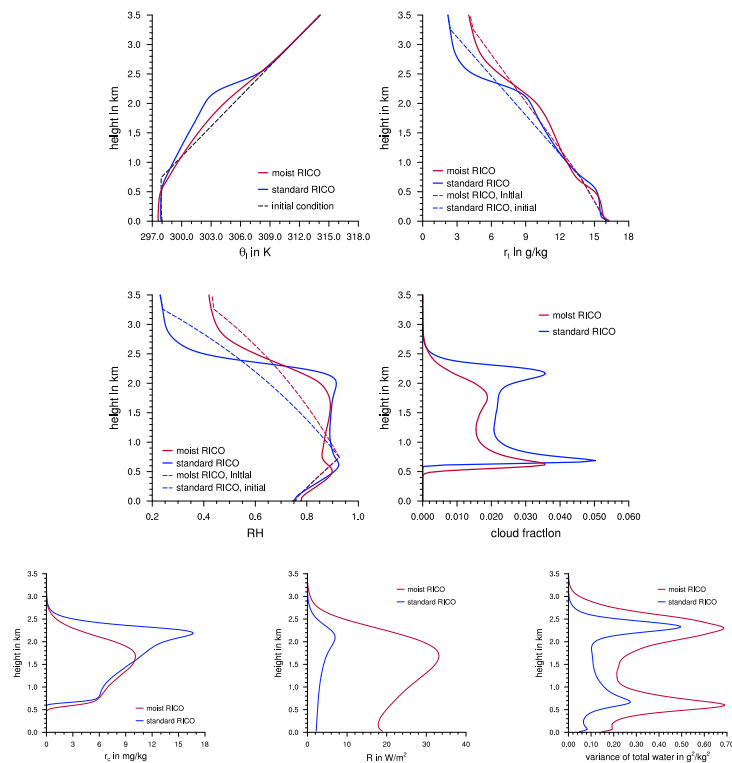 3.5
3.0
2.5
2.0
1.5
1.0
0.5
0.0
height in km
297.0 300.0 303.0 306.0 309.0 312.0 315.0 318.0
θl in K
moist RICO
standard RICO
initial condition
3.5
3.0
2.5
2.0
1.5
1.0
0.5
0.0
height in km
0 3 6 9 12 15 18
rt in g/kg
moist RICO
standard RICO
moist RICO, initial
standard RICO, initial
3.5
3.0
2.5
2.0
1.5
1.0
0.5
0.0
height in km
0.2 0.4 0.6 0.8 1.0
RH
moist RICO
standard RICO
moist RICO, initial
standard RICO, initial
3.5
3.0
2.5
2.0
1.5
1.0
0.5
0.0
height in km
0.000 0.010 0.020 0.030 0.040 0.050 0.060
cloud fraction
moist RICO
standard RICO
3.5
3.0
2.5
2.0
1.5
1.0
0.5
0.0
height in km
0 3 6 9 12 15 18
rc in mg/kg
moist RICO
standard RICO
3.5
3.0
2.5
2.0
1.5
1.0
0.5
0.0
height in km
0 10 20 30 40
R in W/m²
moist RICO
standard RICO
3.5
3.0
2.5
2.0
1.5
1.0
0.5
0.0
height in km
0.00 0.10 0.20 0.30 0.40 0.50 0.60 0.70
variance of total water in g²/kg²
moist RICO
standard RICO